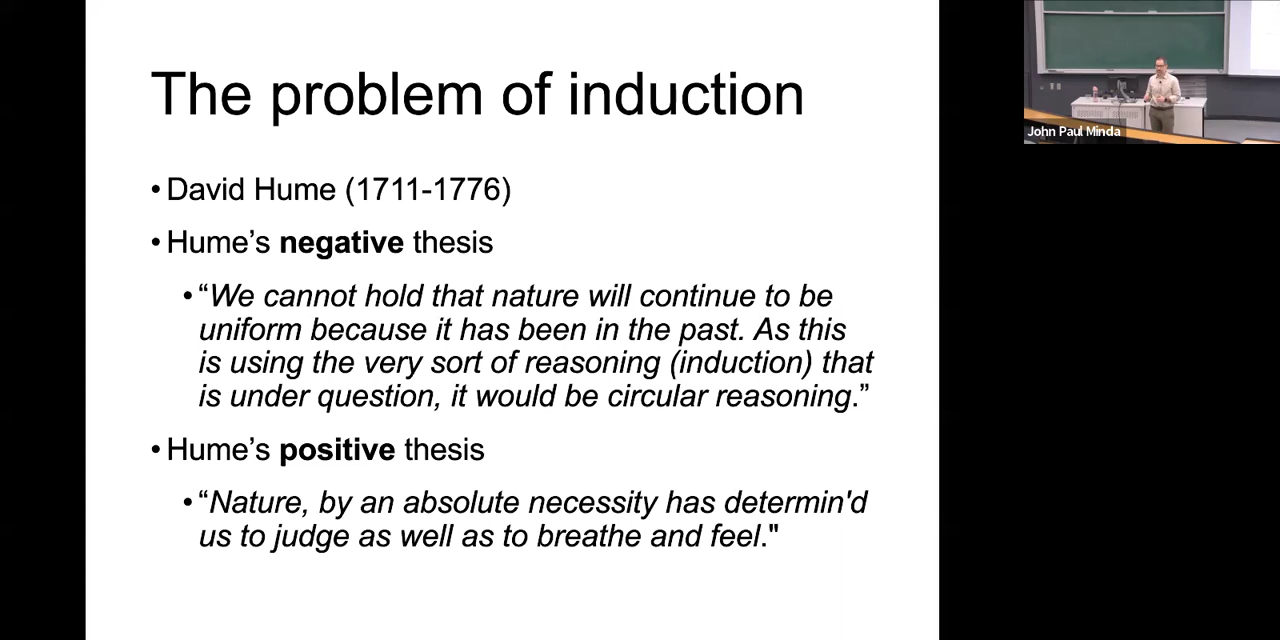 The problem of induction
• David Hume (1711-1776)
• Hume’s negative thesis
• “We cannot hold that nature will continue to be
uniform because it has been in the past. As this
is using the very sort of reasoning (induction) that
is under question, it would be circular reasoning.”
• Hume’s positive thesis
• “Nature, by an absolute necessity has determin'd
us to judge as well as to breathe and feel."
John Paul Minda